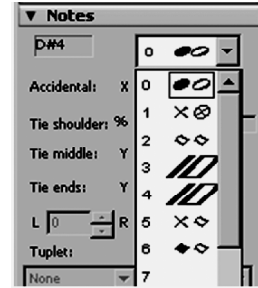 ▼ Notes
D#4
0
Accidental: X
0
1
Tie shoulder: %
2
Tie middle: Y
3
4
Tie ends: Y
L 0 R
5
6
Tuplet:
None
7